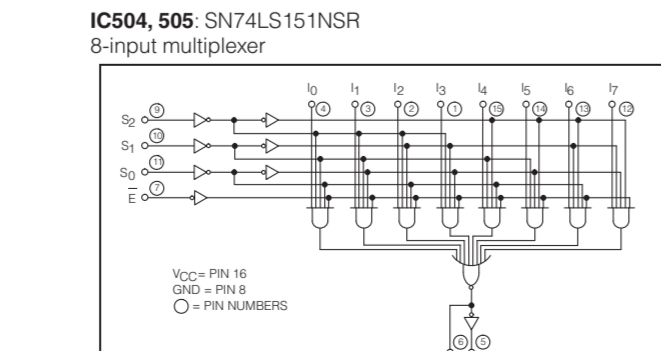 IC504, 505: SN74LS151NSR
8-input multiplexer
I0 I1 I2 I3 I4 I5 I6 I7
4 3 2 1 15 14 13 12
S2 9
S1 10
S0 11
E̅ 7
VCC= PIN 16
GND = PIN 8
◯ = PIN NUMBERS
6 5